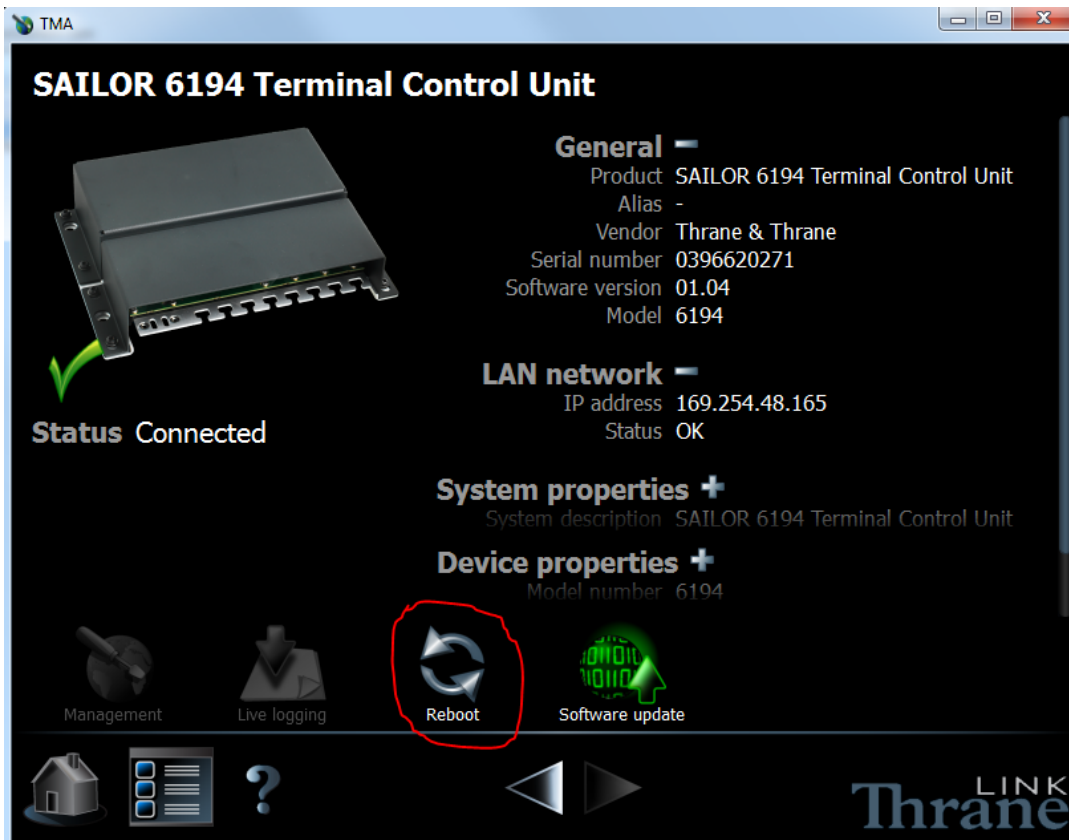 TMA
SAILOR 6194 Terminal Control Unit
General
Product SAILOR 6194 Terminal Control Unit
Alias -
Vendor Thrane & Thrane
Serial number 0396620271
Software version 01.04
Model 6194
LAN network
IP address 169.254.48.165
Status OK
Status Connected
System properties
System description SAILOR 6194 Terminal Control Unit
Device properties
Model number 6194
Management
Live logging
Reboot
Software update
?
LINK
Thrane